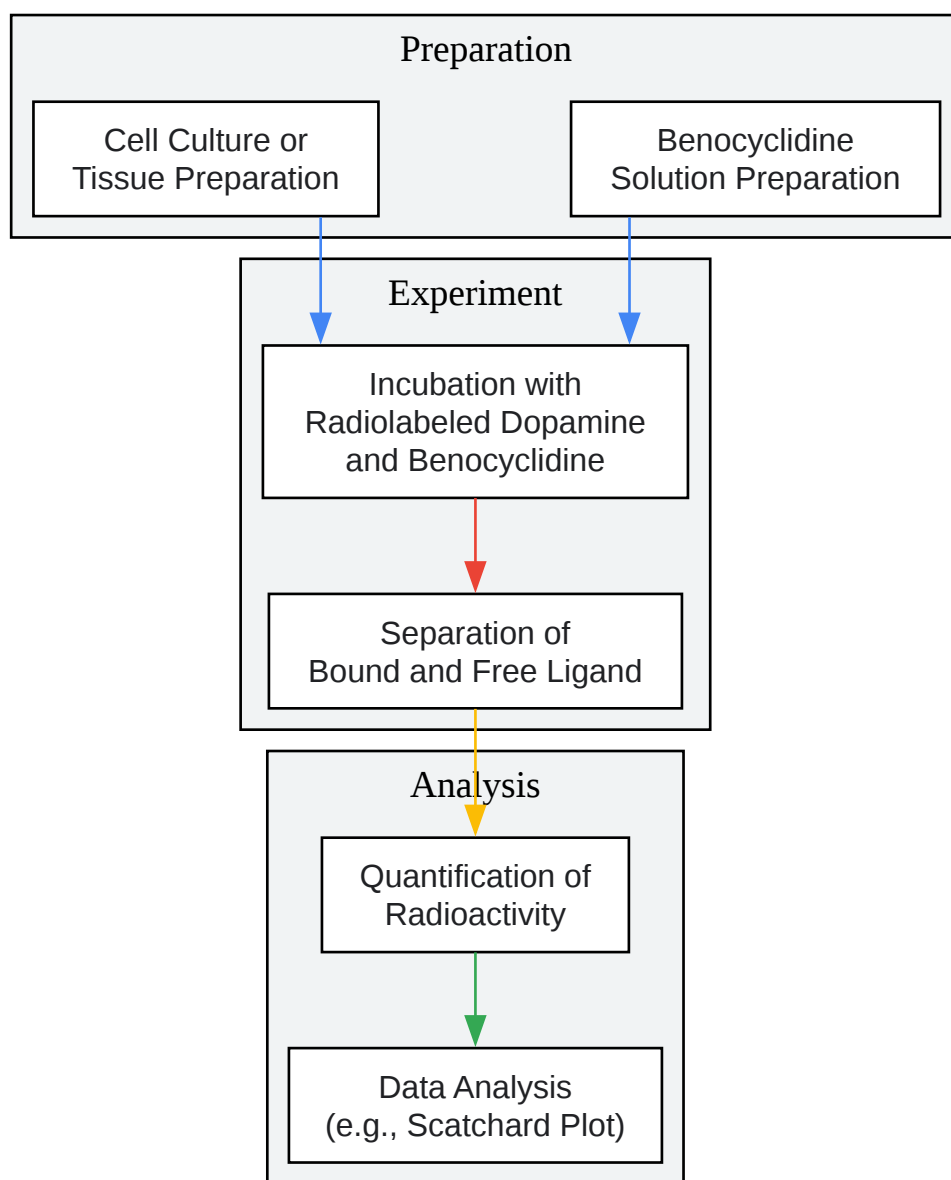 Preparation
Cell Culture or
Tissue Preparation
Benocyclidine
Solution Preparation
Experiment
Incubation with
Radiolabeled Dopamine
and Benocyclidine
Separation of
Bound and Free Ligand
Analysis
Quantification of
Radioactivity
Data Analysis
(e.g., Scatchard Plot)